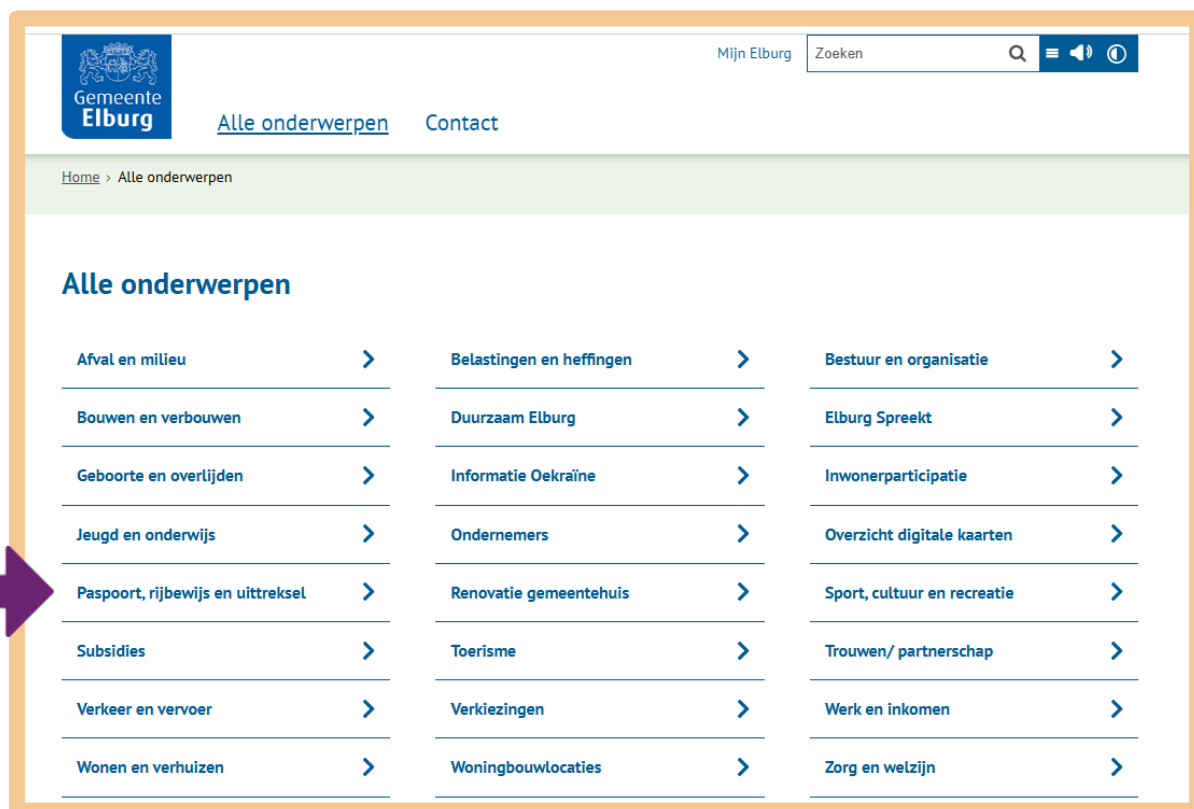 Mijn Elburg Zoeken
Gemeente
Elburg
Alle onderwerpen Contact
Home › Alle onderwerpen
Alle onderwerpen
Afval en milieu Belastingen en heffingen Bestuur en organisatie
Bouwen en verbouwen Duurzaam Elburg Elburg Spreekt
Geboorte en overlijden Informatie Oekraïne Inwonerparticipatie
Jeugd en onderwijs Ondernemers Overzicht digitale kaarten
Paspoort, rijbewijs en uittreksel Renovatie gemeentehuis Sport, cultuur en recreatie
Subsidies Toerisme Trouwen/ partnerschap
Verkeer en vervoer Verkiezingen Werk en inkomen
Wonen en verhuizen Woningbouwlocaties Zorg en welzijn